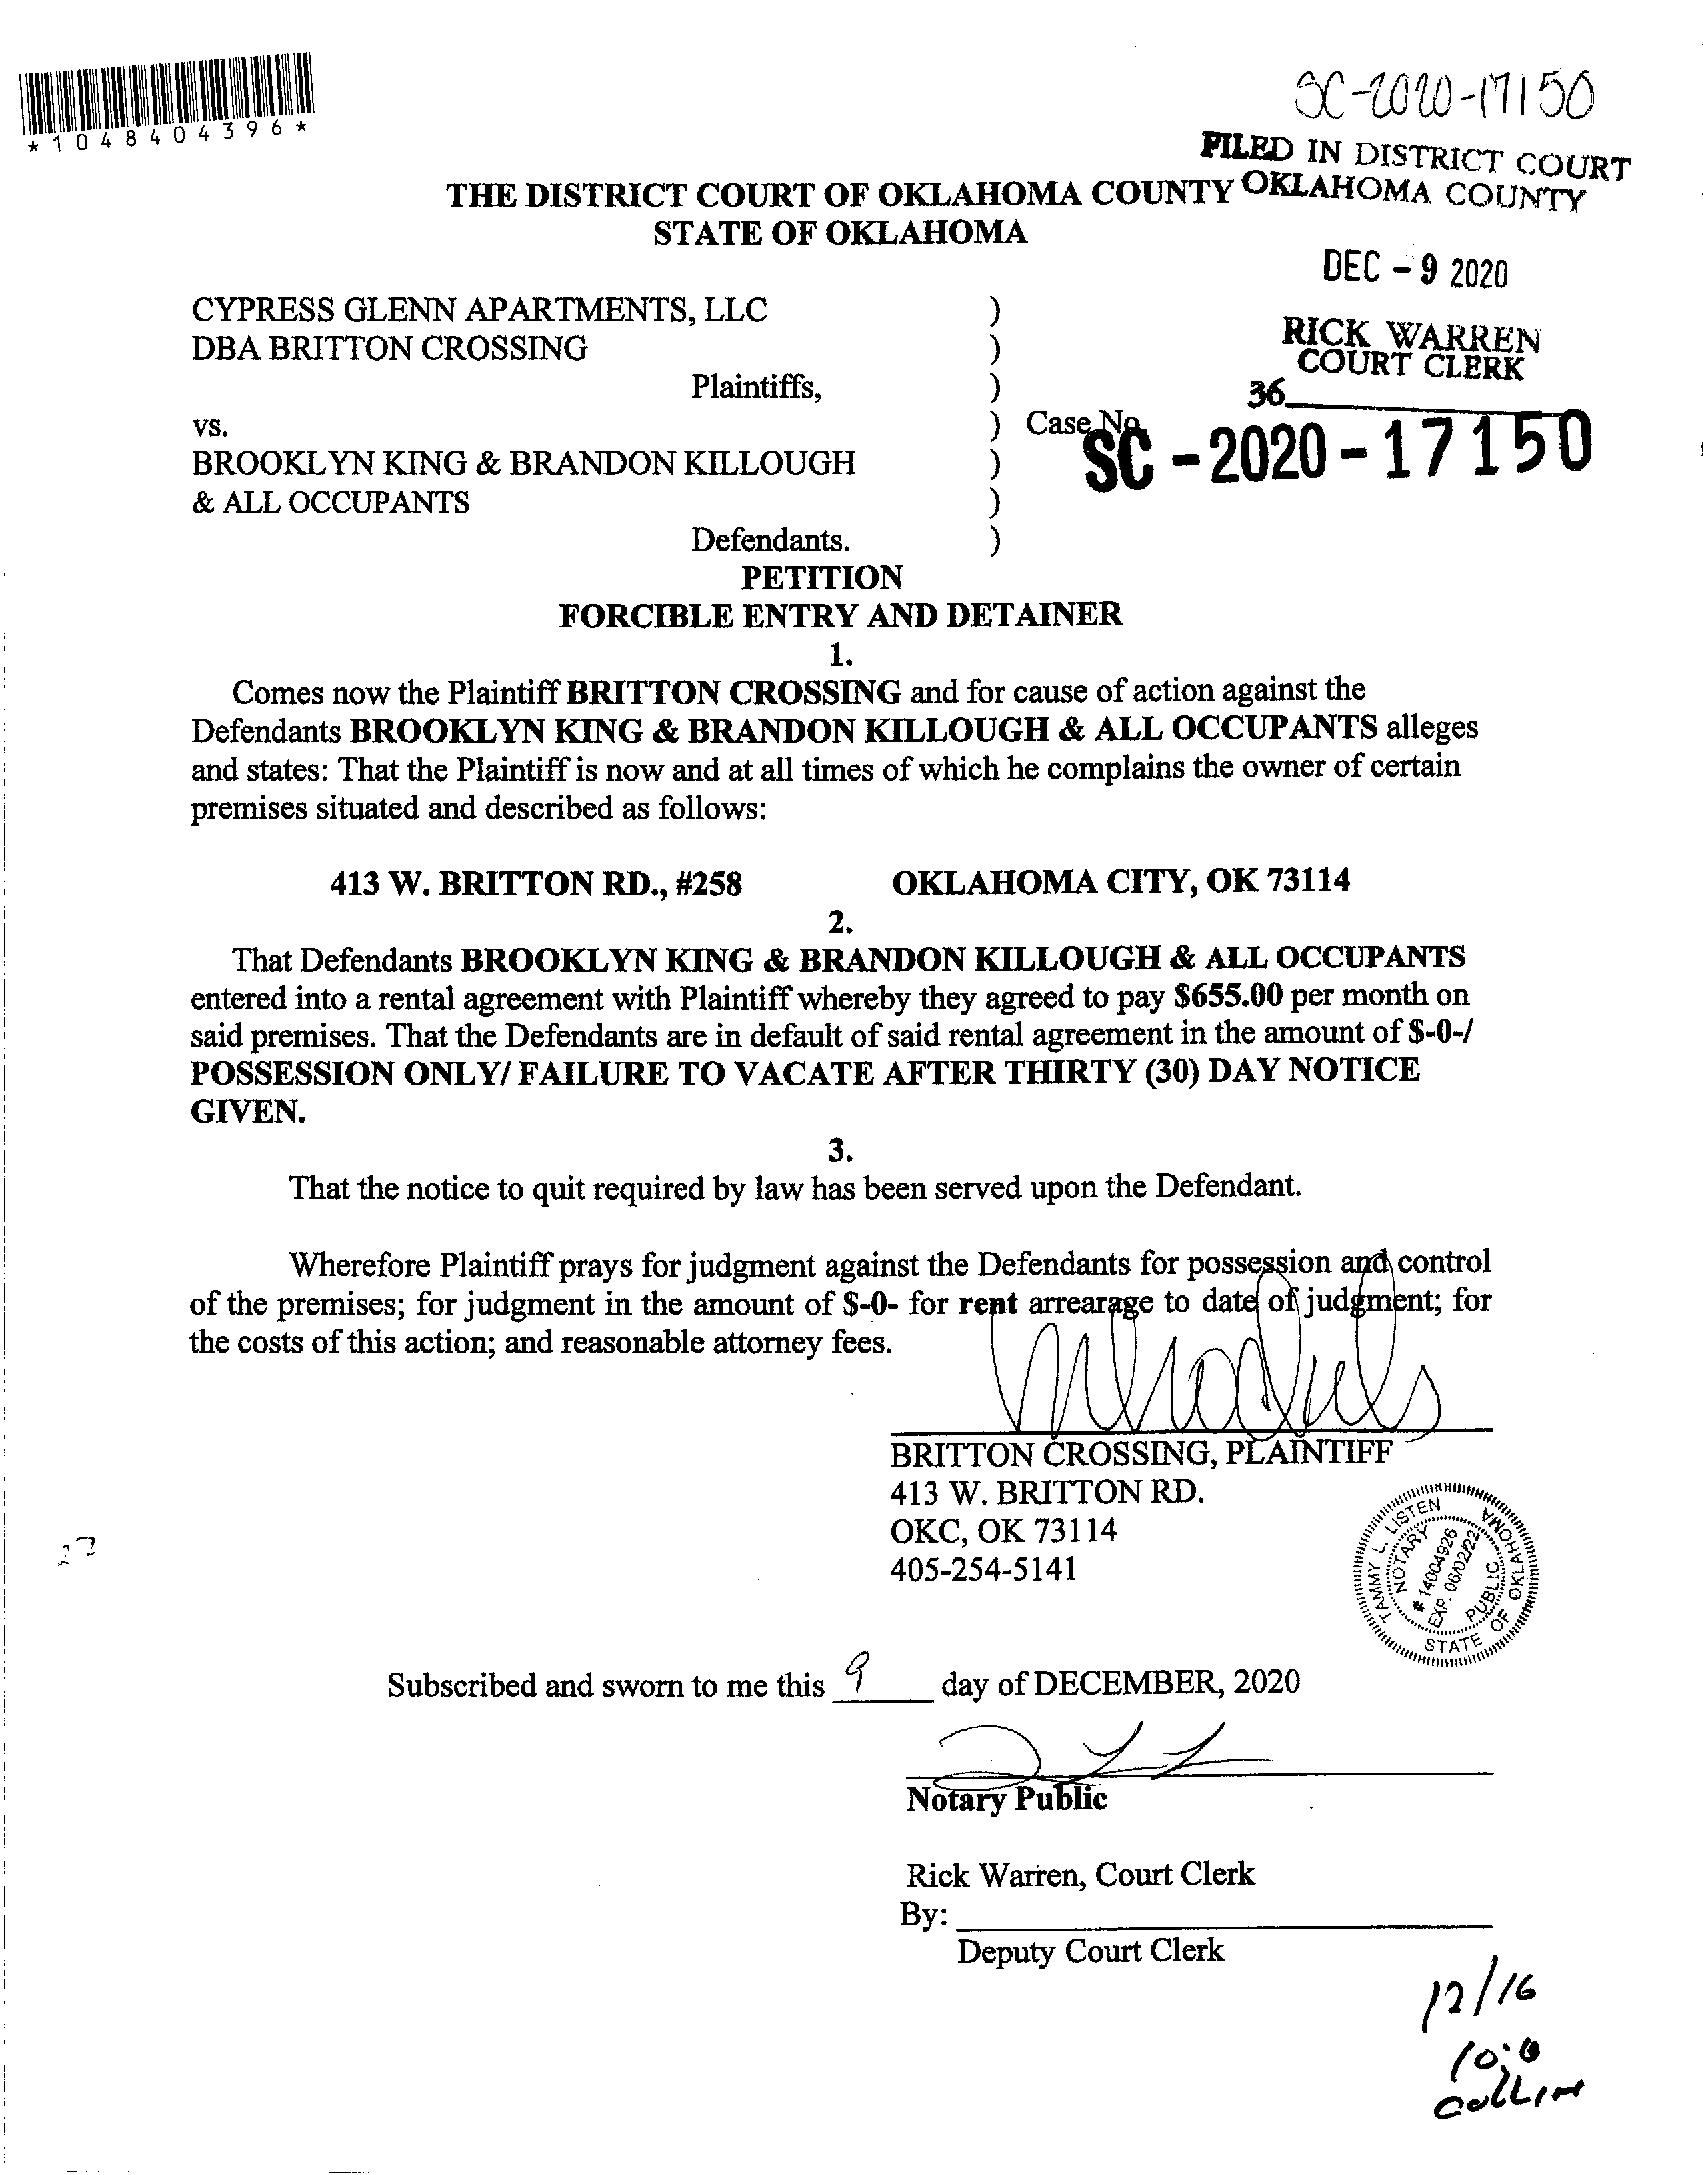 *1048404396*
SC-2020-17150
FILED IN DISTRICT COURT
OKLAHOMA COUNTY
THE DISTRICT COURT OF OKLAHOMA COUNTY
STATE OF OKLAHOMA
DEC - 9 2020
RICK WARREN
COURT CLERK
36
CYPRESS GLENN APARTMENTS, LLC )
DBA BRITTON CROSSING )
Plaintiffs, )
vs. ) Case No.
SC - 2020 - 17150
BROOKLYN KING & BRANDON KILLOUGH )
& ALL OCCUPANTS )
Defendants. )
PETITION
FORCIBLE ENTRY AND DETAINER
1.
Comes now the Plaintiff BRITTON CROSSING and for cause of action against the
Defendants BROOKLYN KING & BRANDON KILLOUGH & ALL OCCUPANTS alleges
and states: That the Plaintiff is now and at all times of which he complains the owner of certain
premises situated and described as follows:
413 W. BRITTON RD., #258 OKLAHOMA CITY, OK 73114
2.
That Defendants BROOKLYN KING & BRANDON KILLOUGH & ALL OCCUPANTS
entered into a rental agreement with Plaintiff whereby they agreed to pay $655.00 per month on
said premises. That the Defendants are in default of said rental agreement in the amount of $-0-/
POSSESSION ONLY/ FAILURE TO VACATE AFTER THIRTY (30) DAY NOTICE
GIVEN.
3.
That the notice to quit required by law has been served upon the Defendant.
Wherefore Plaintiff prays for judgment against the Defendants for possession and control
of the premises; for judgment in the amount of $-0- for rent arrearage to date of judgment; for
the costs of this action; and reasonable attorney fees.
BRITTON CROSSING, PLAINTIFF
413 W. BRITTON RD.
OKC, OK 73114
405-254-5141
TAMMY L. LISTEN
NOTARY PUBLIC
# 14004926
EXP. 06/02/22
STATE OF OKLAHOMA
Subscribed and sworn to me this 9 day of DECEMBER, 2020
Notary Public
Rick Warren, Court Clerk
By:
Deputy Court Clerk
12/16